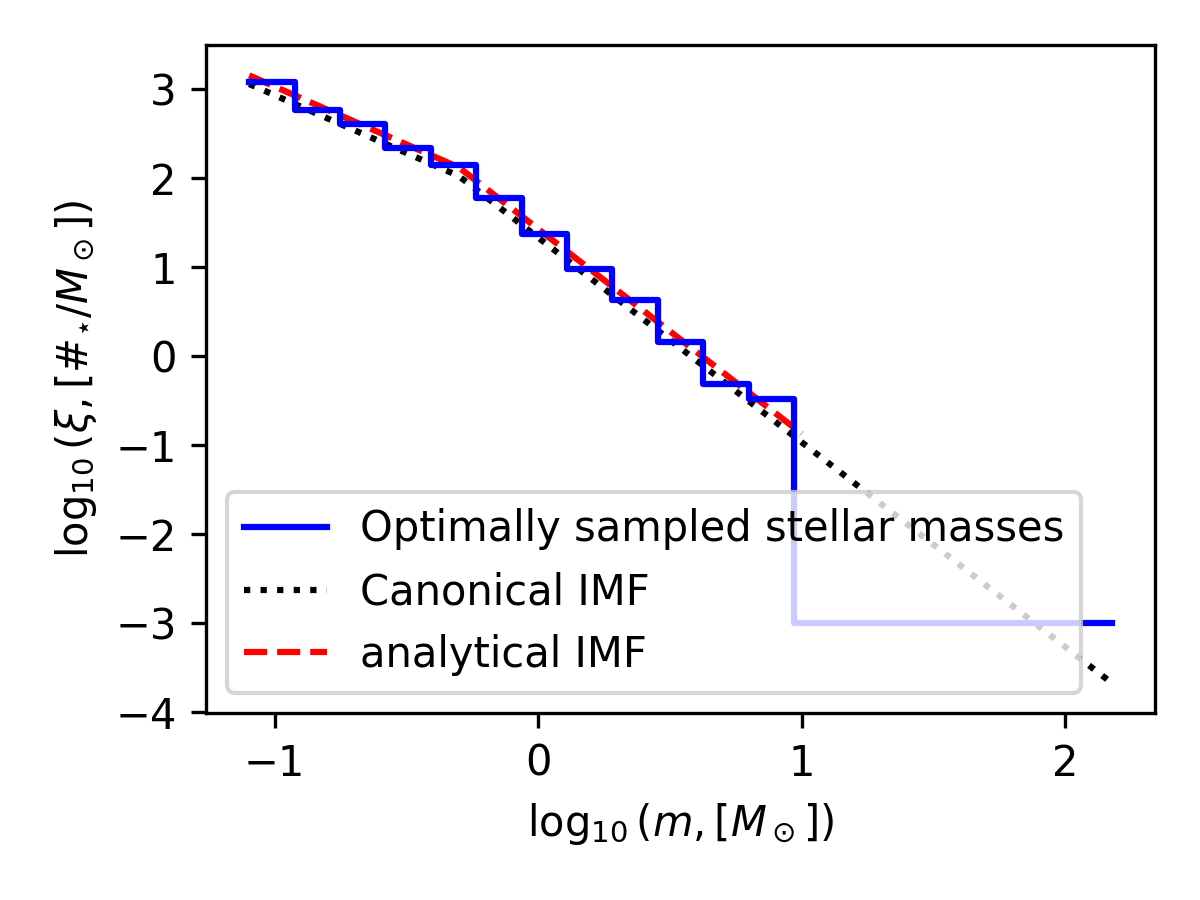 log₁₀(ξ, [#⋆/M⊙])
3
2
1
0
−1
−2
−3
−4
Optimally sampled stellar masses
Canonical IMF
analytical IMF
−1 0 1 2
log₁₀(m, [M⊙])